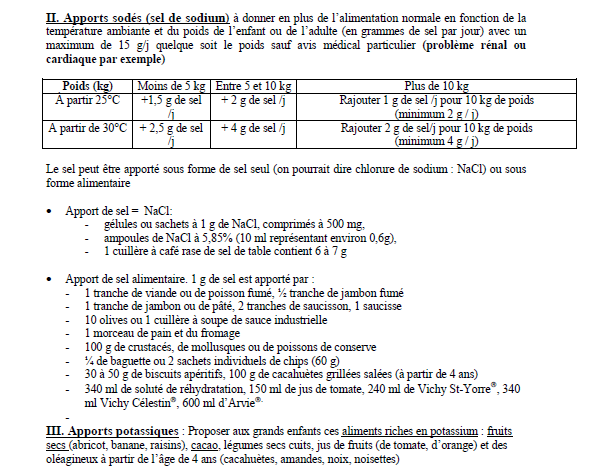 II. Apports sodés (sel de sodium) à donner en plus de l'alimentation normale en fonction de la
température ambiante et du poids de l'enfant ou de l'adulte (en grammes de sel par jour) avec un
maximum de 15 g/j quelque soit le poids sauf avis médical particulier (problème rénal ou
cardiaque par exemple)
Poids (kg) Moins de 5 kg Entre 5 et 10 kg Plus de 10 kg
À partir 25°C +1,5 g de sel /j + 2 g de sel /j Rajouter 1 g de sel /j pour 10 kg de poids (minimum 2 g / j)
A partir de 30°C + 2,5 g de sel /j + 4 g de sel /j Rajouter 2 g de sel/j pour 10 kg de poids (minimum 4 g / j)
Le sel peut être apporté sous forme de sel seul (on pourrait dire chlorure de sodium : NaCl) ou sous
forme alimentaire
• Apport de sel = NaCl:
- gélules ou sachets à 1 g de NaCl, comprimés à 500 mg,
- ampoules de NaCl à 5,85% (10 ml représentant environ 0,6g),
- 1 cuillère à café rase de sel de table contient 6 à 7 g
• Apport de sel alimentaire. 1 g de sel est apporté par :
- 1 tranche de viande ou de poisson fumé, ½ tranche de jambon fumé
- 1 tranche de jambon ou de pâté, 2 tranches de saucisson, 1 saucisse
- 10 olives ou 1 cuillère à soupe de sauce industrielle
- 1 morceau de pain et du fromage
- 100 g de crustacés, de mollusques ou de poissons de conserve
- ¼ de baguette ou 2 sachets individuels de chips (60 g)
- 30 à 50 g de biscuits apéritifs, 100 g de cacahuètes grillées salées (à partir de 4 ans)
- 340 ml de soluté de réhydratation, 150 ml de jus de tomate, 240 ml de Vichy St-Yorre®, 340
ml Vichy Célestin®, 600 ml d'Arvie®.
-
III. Apports potassiques : Proposer aux grands enfants ces aliments riches en potassium : fruits
secs (abricot, banane, raisins), cacao, légumes secs cuits, jus de fruits (de tomate, d'orange) et des
oléagineux à partir de l'âge de 4 ans (cacahuètes, amandes, noix, noisettes)